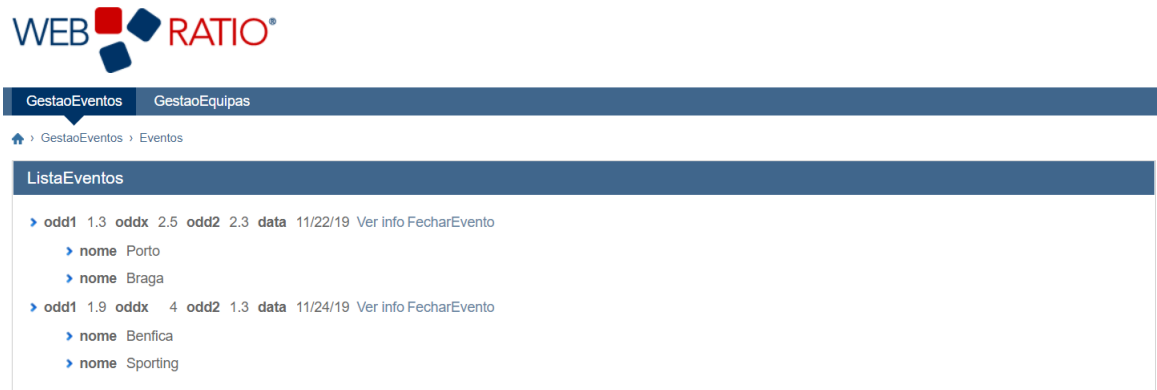 WEB RATIO®
GestaoEventos GestaoEquipas
› GestaoEventos › Eventos
ListaEventos
odd1 1.3 oddx 2.5 odd2 2.3 data 11/22/19 Ver info FecharEvento
nome Porto
nome Braga
odd1 1.9 oddx 4 odd2 1.3 data 11/24/19 Ver info FecharEvento
nome Benfica
nome Sporting